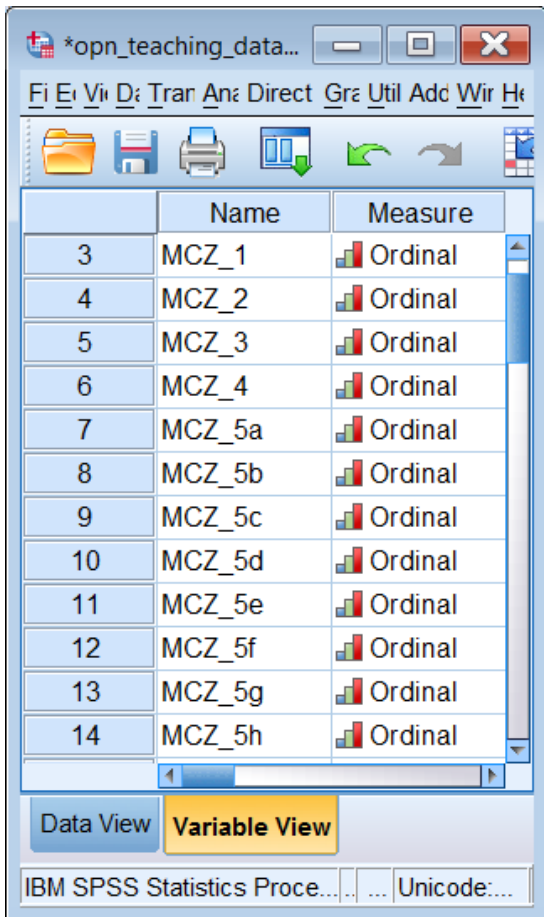 *opn_teaching_data...
Fi Ec Vi Da Tran Ana Direct Gra Util Add Wir He
Name Measure
3 MCZ_1 Ordinal
4 MCZ_2 Ordinal
5 MCZ_3 Ordinal
6 MCZ_4 Ordinal
7 MCZ_5a Ordinal
8 MCZ_5b Ordinal
9 MCZ_5c Ordinal
10 MCZ_5d Ordinal
11 MCZ_5e Ordinal
12 MCZ_5f Ordinal
13 MCZ_5g Ordinal
14 MCZ_5h Ordinal
Data View Variable View
IBM SPSS Statistics Proce... .. ... Unicode:...